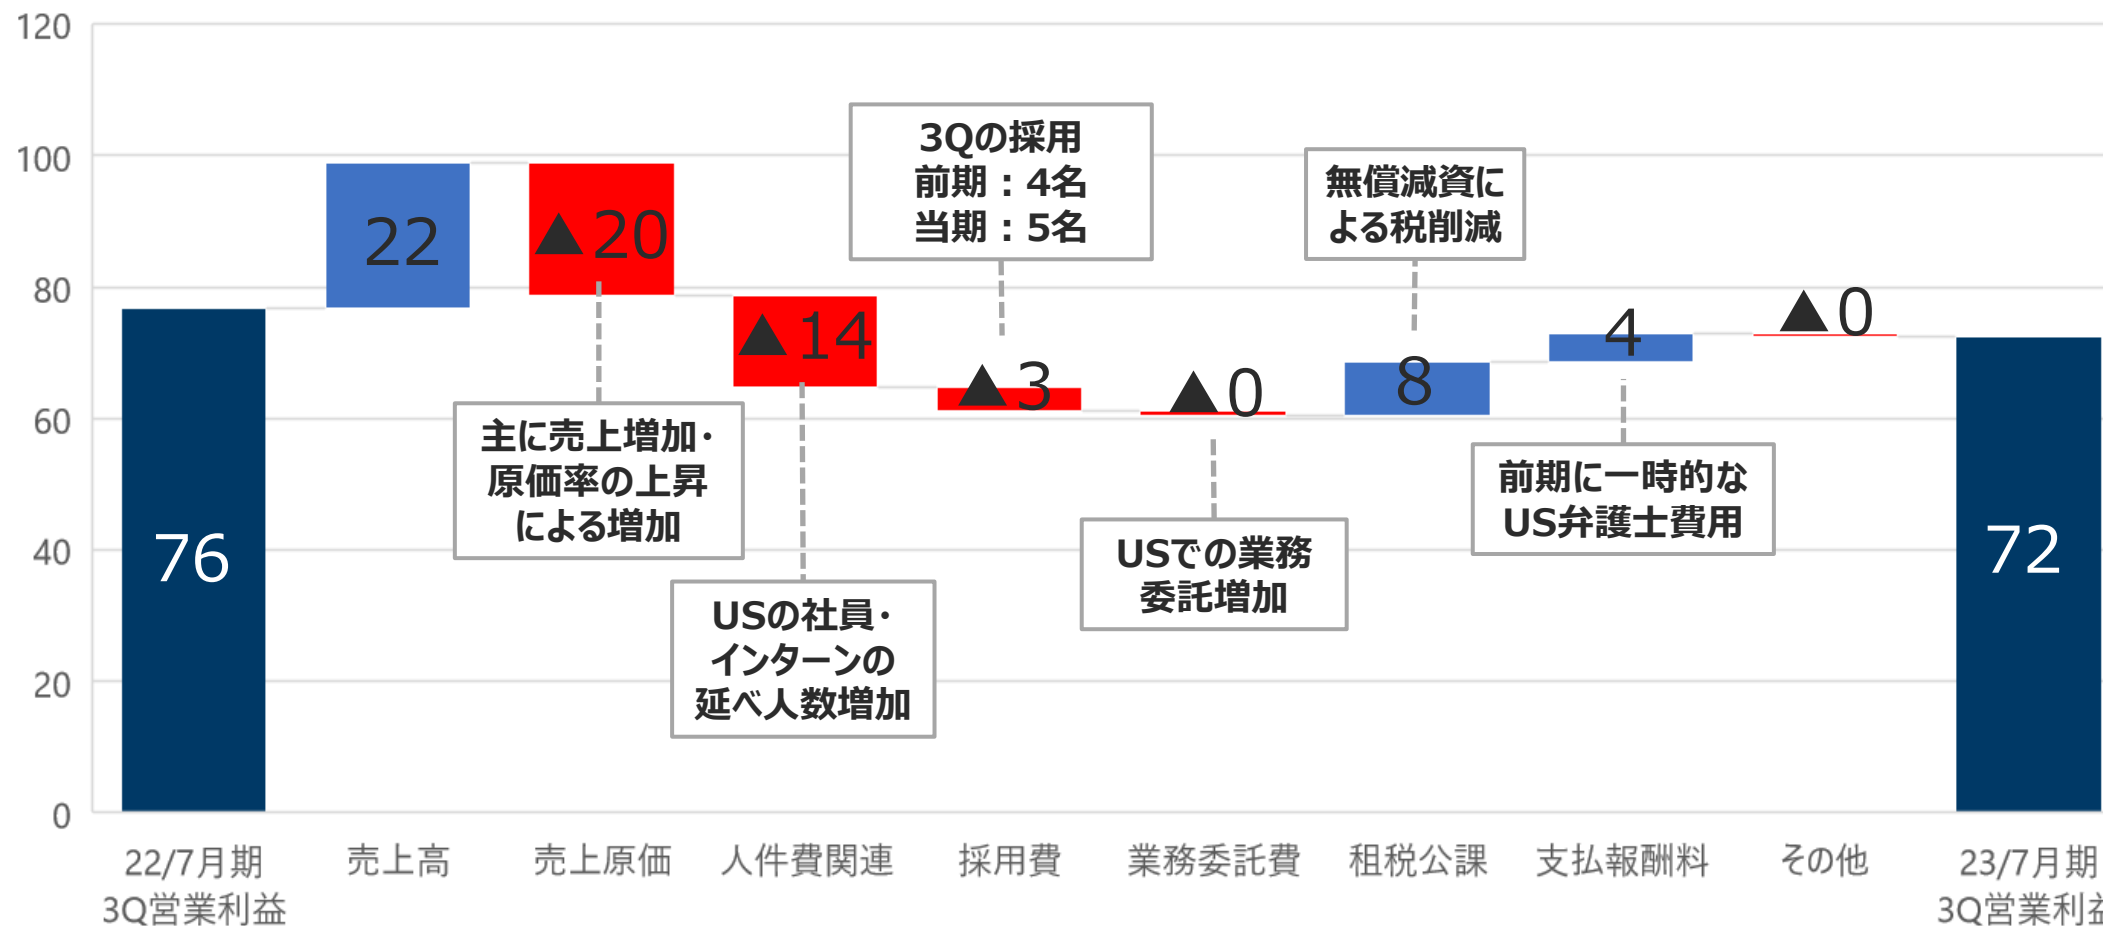 120
100
80
60
40
20
0
76
22
▲20
▲14
▲3
▲0
8
4
▲0
72
主に売上増加・
原価率の上昇
による増加
USの社員・
インターンの
延べ人数増加
3Qの採用
前期：4名
当期：5名
USでの業務
委託増加
無償減資に
よる税削減
前期に一時的な
US弁護士費用
22/7月期
3Q営業利益
売上高
売上原価
人件費関連
採用費
業務委託費
租税公課
支払報酬料
その他
23/7月期
3Q営業利益